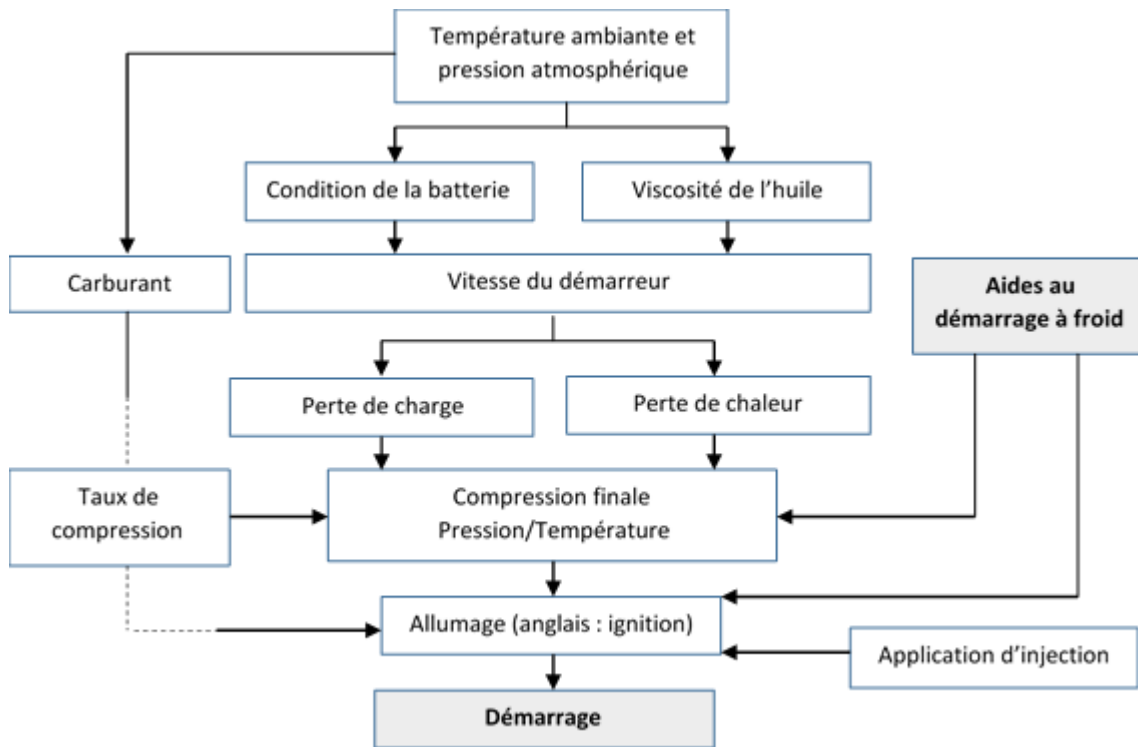 Température ambiante et
pression atmosphérique
Condition de la batterie
Viscosité de l’huile
Carburant
Vitesse du démarreur
Aides au
démarrage à froid
Perte de charge
Perte de chaleur
Taux de
compression
Compression finale
Pression/Température
Allumage (anglais : ignition)
Application d’injection
Démarrage